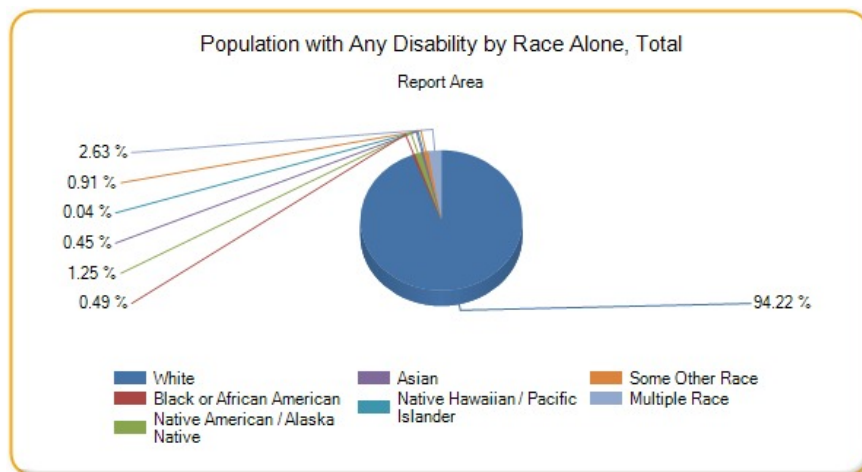 Population with Any Disability by Race Alone, Total
Report Area
2.63 %
0.91 %
0.04 %
0.45 %
1.25 %
0.49 %
94.22 %
White
Black or African American
Native American / Alaska
Native
Asian
Native Hawaiian / Pacific
Islander
Some Other Race
Multiple Race